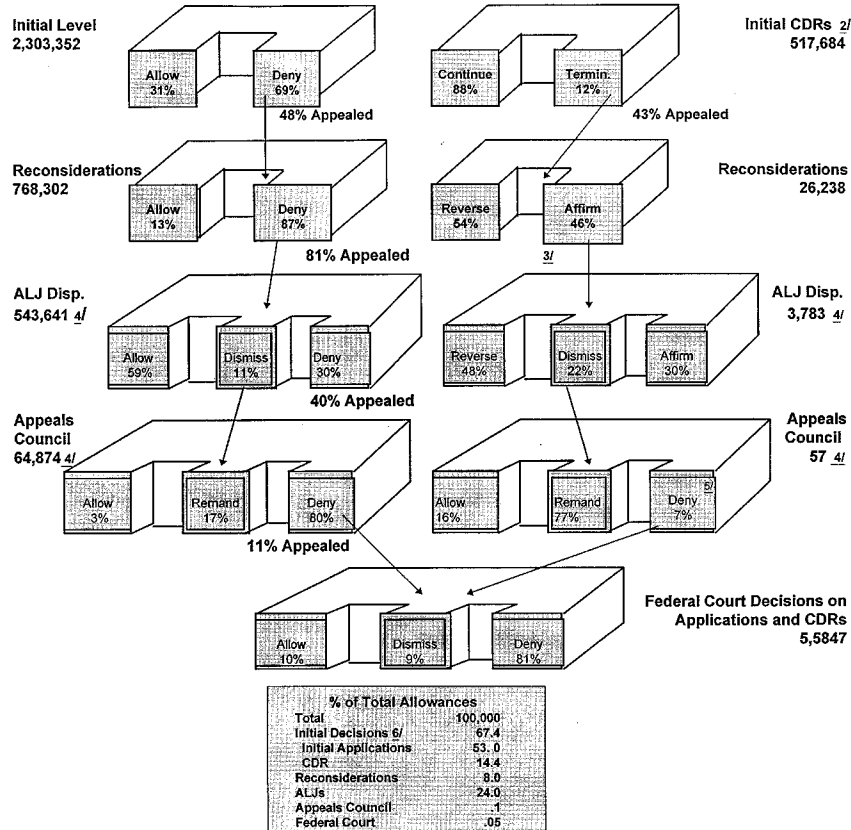 Initial Level
2,303,352
Allow
31%
Deny
69%
48% Appealed
Initial CDRs 2/
517,684
Continue
88%
Termin.
12%
43% Appealed
Reconsiderations
768,302
Allow
13%
Deny
87%
81% Appealed
Reconsiderations
26,238
Reverse
54%
Affirm
46%
3/
ALJ Disp.
543,641 4/
Allow
59%
Dismiss
11%
Deny
30%
40% Appealed
ALJ Disp.
3,783 4/
Reverse
48%
Dismiss
22%
Affirm
30%
Appeals
Council
64,874 4/
Allow
3%
Remand
17%
Deny
80%
11% Appealed
Appeals
Council
57 4/
Allow
16%
Remand
77%
5/
Deny
7%
Federal Court Decisions on
Applications and CDRs
5,5847
Allow
10%
Dismiss
9%
Deny
81%
% of Total Allowances
Total 100,000
Initial Decisions 6/ 67.4
Initial Applications 53. 0
CDR 14.4
Reconsiderations 8.0
ALJs 24.0
Appeals Council .1
Federal Court .05